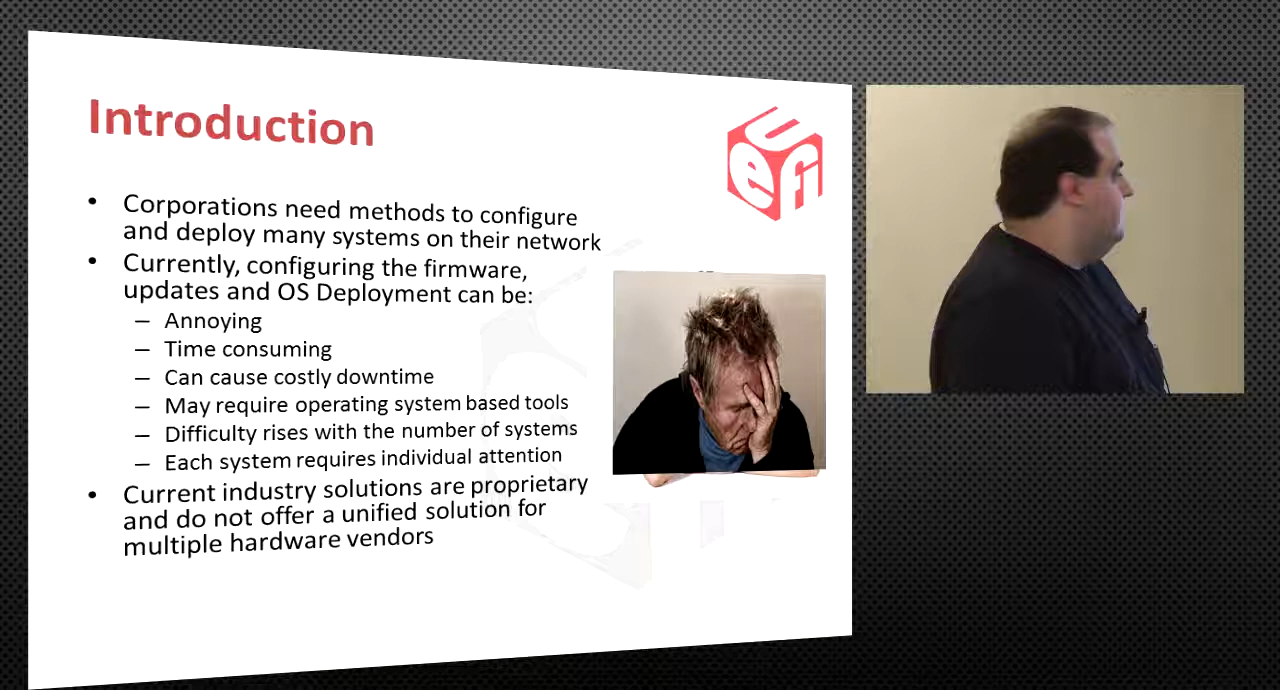 Introduction
UEFI
• Corporations need methods to configure
and deploy many systems on their network
• Currently, configuring the firmware,
updates and OS Deployment can be:
– Annoying
– Time consuming
– Can cause costly downtime
– May require operating system based tools
– Difficulty rises with the number of systems
– Each system requires individual attention
• Current industry solutions are proprietary
and do not offer a unified solution for
multiple hardware vendors